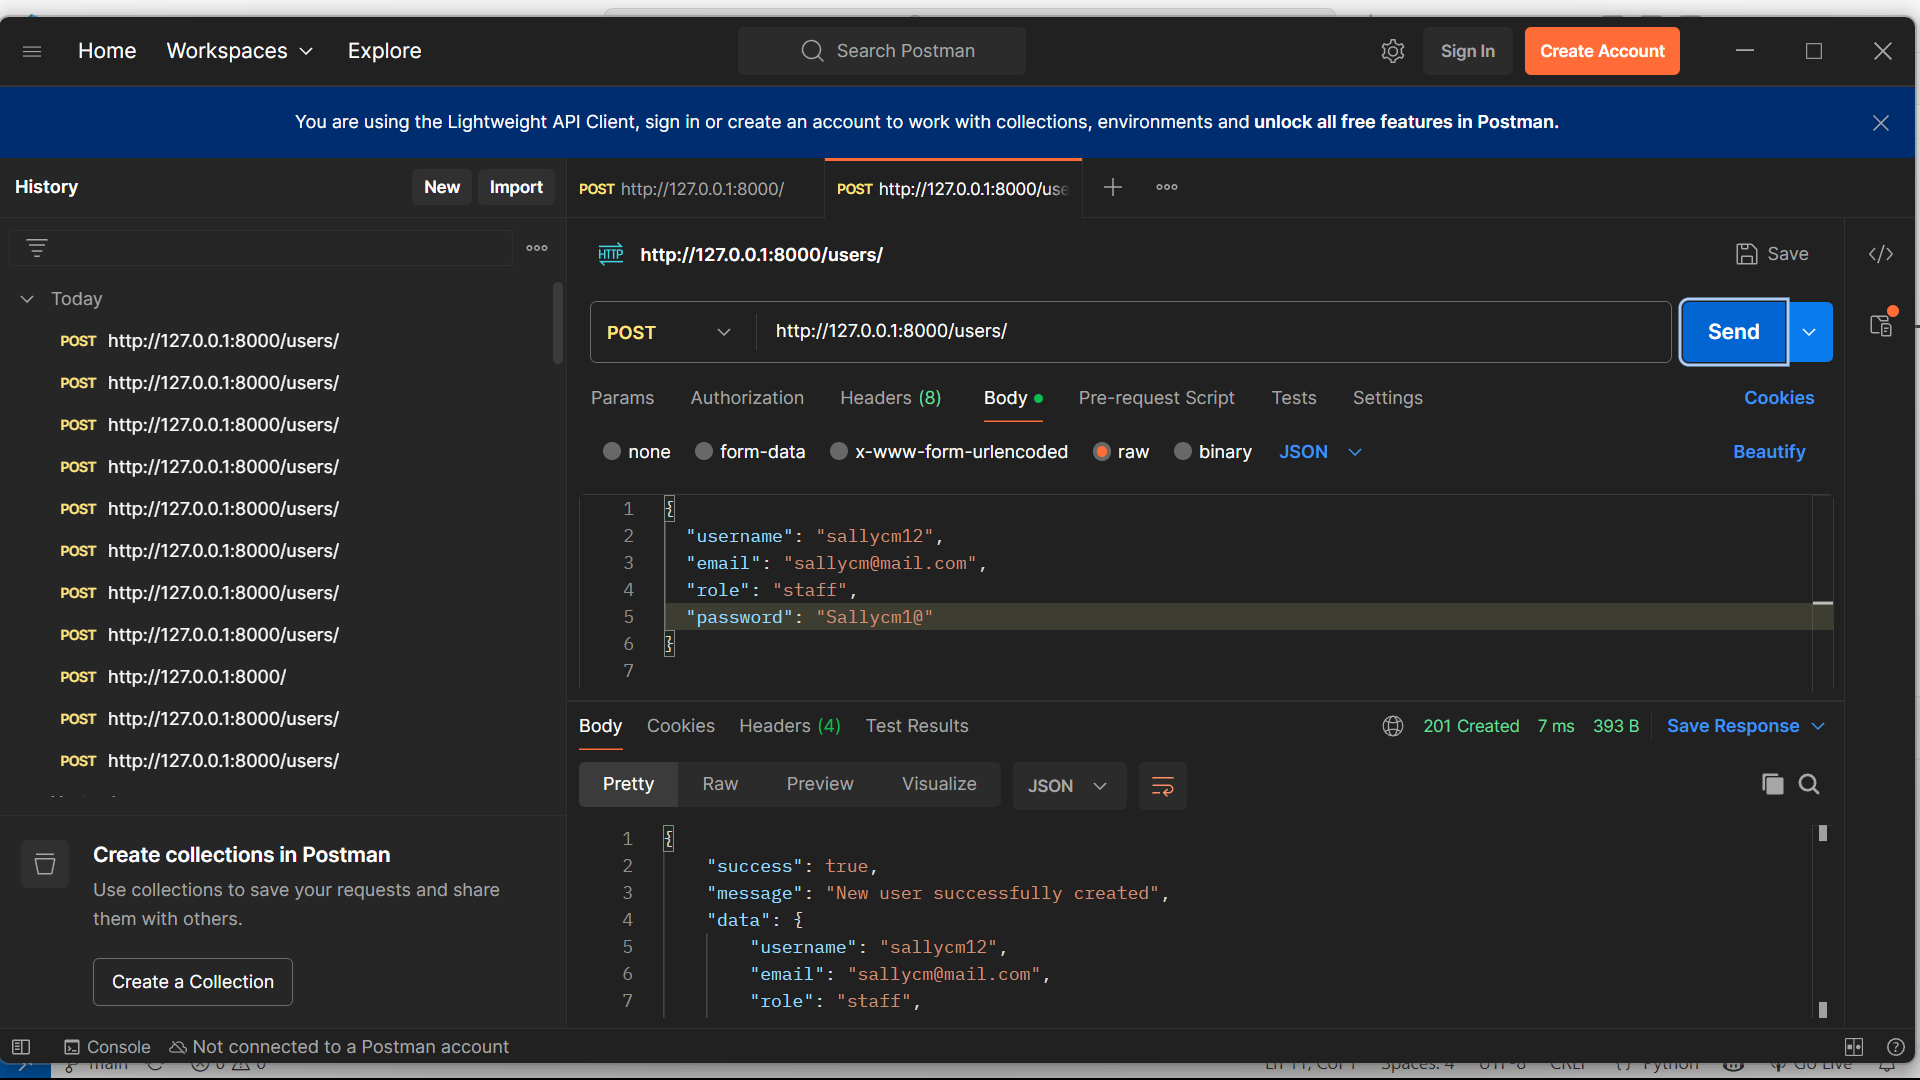 Home Workspaces Explore Search Postman Sign In Create Account
You are using the Lightweight API Client, sign in or create an account to work with collections, environments and unlock all free features in Postman.
History New Import
POST http://127.0.0.1:8000/ POST http://127.0.0.1:8000/use
HTTP http://127.0.0.1:8000/users/ Save
Today
POST http://127.0.0.1:8000/users/
POST http://127.0.0.1:8000/users/
POST http://127.0.0.1:8000/users/
POST http://127.0.0.1:8000/users/
POST http://127.0.0.1:8000/users/
POST http://127.0.0.1:8000/users/
POST http://127.0.0.1:8000/users/
POST http://127.0.0.1:8000/users/
POST http://127.0.0.1:8000/
POST http://127.0.0.1:8000/users/
POST http://127.0.0.1:8000/users/
Create collections in Postman
Use collections to save your requests and share
them with others.
Create a Collection
POST http://127.0.0.1:8000/users/ Send
Params Authorization Headers (8) Body Pre-request Script Tests Settings Cookies
none form-data x-www-form-urlencoded raw binary JSON Beautify
1 {
2 "username": "sallycm12",
3 "email": "sallycm@mail.com",
4 "role": "staff",
5 "password": "Sallycm1@"
6 }
7
Body Cookies Headers (4) Test Results 201 Created 7 ms 393 B Save Response
Pretty Raw Preview Visualize JSON
1 {
2 "success": true,
3 "message": "New user successfully created",
4 "data": {
5 "username": "sallycm12",
6 "email": "sallycm@mail.com",
7 "role": "staff",
Console Not connected to a Postman account
main 0 0 Spaces: 4 UTF-8 CRLF Python Go Live